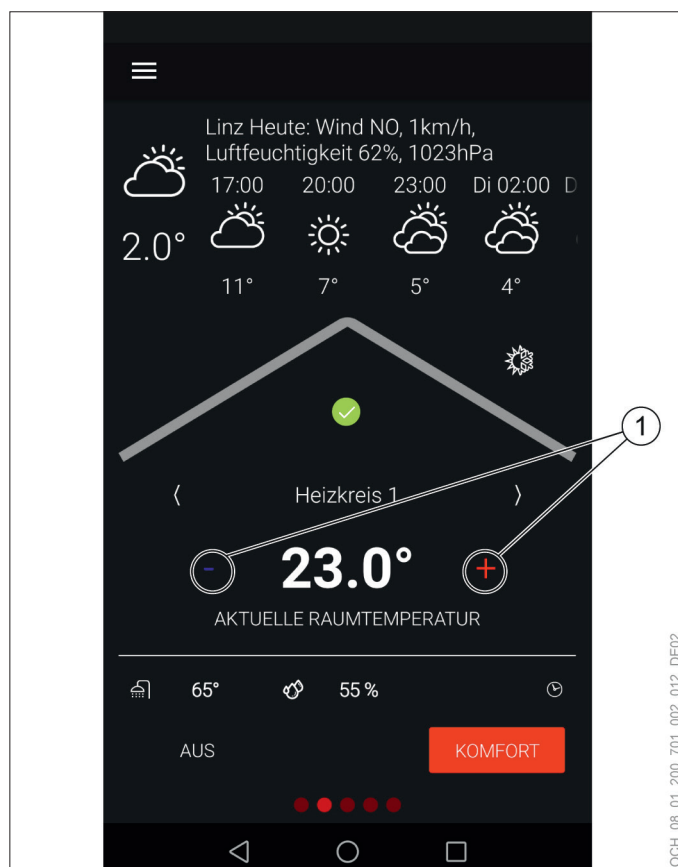 Linz Heute: Wind NO, 1km/h,
Luftfeuchtigkeit 62%, 1023hPa
17:00 20:00 23:00 Di 02:00 D
2.0°
11° 7° 5° 4°
1
Heizkreis 1
- 23.0° +
AKTUELLE RAUMTEMPERATUR
65° 55 %
AUS KOMFORT
OCH_08_01_200_701_002_012_DE02